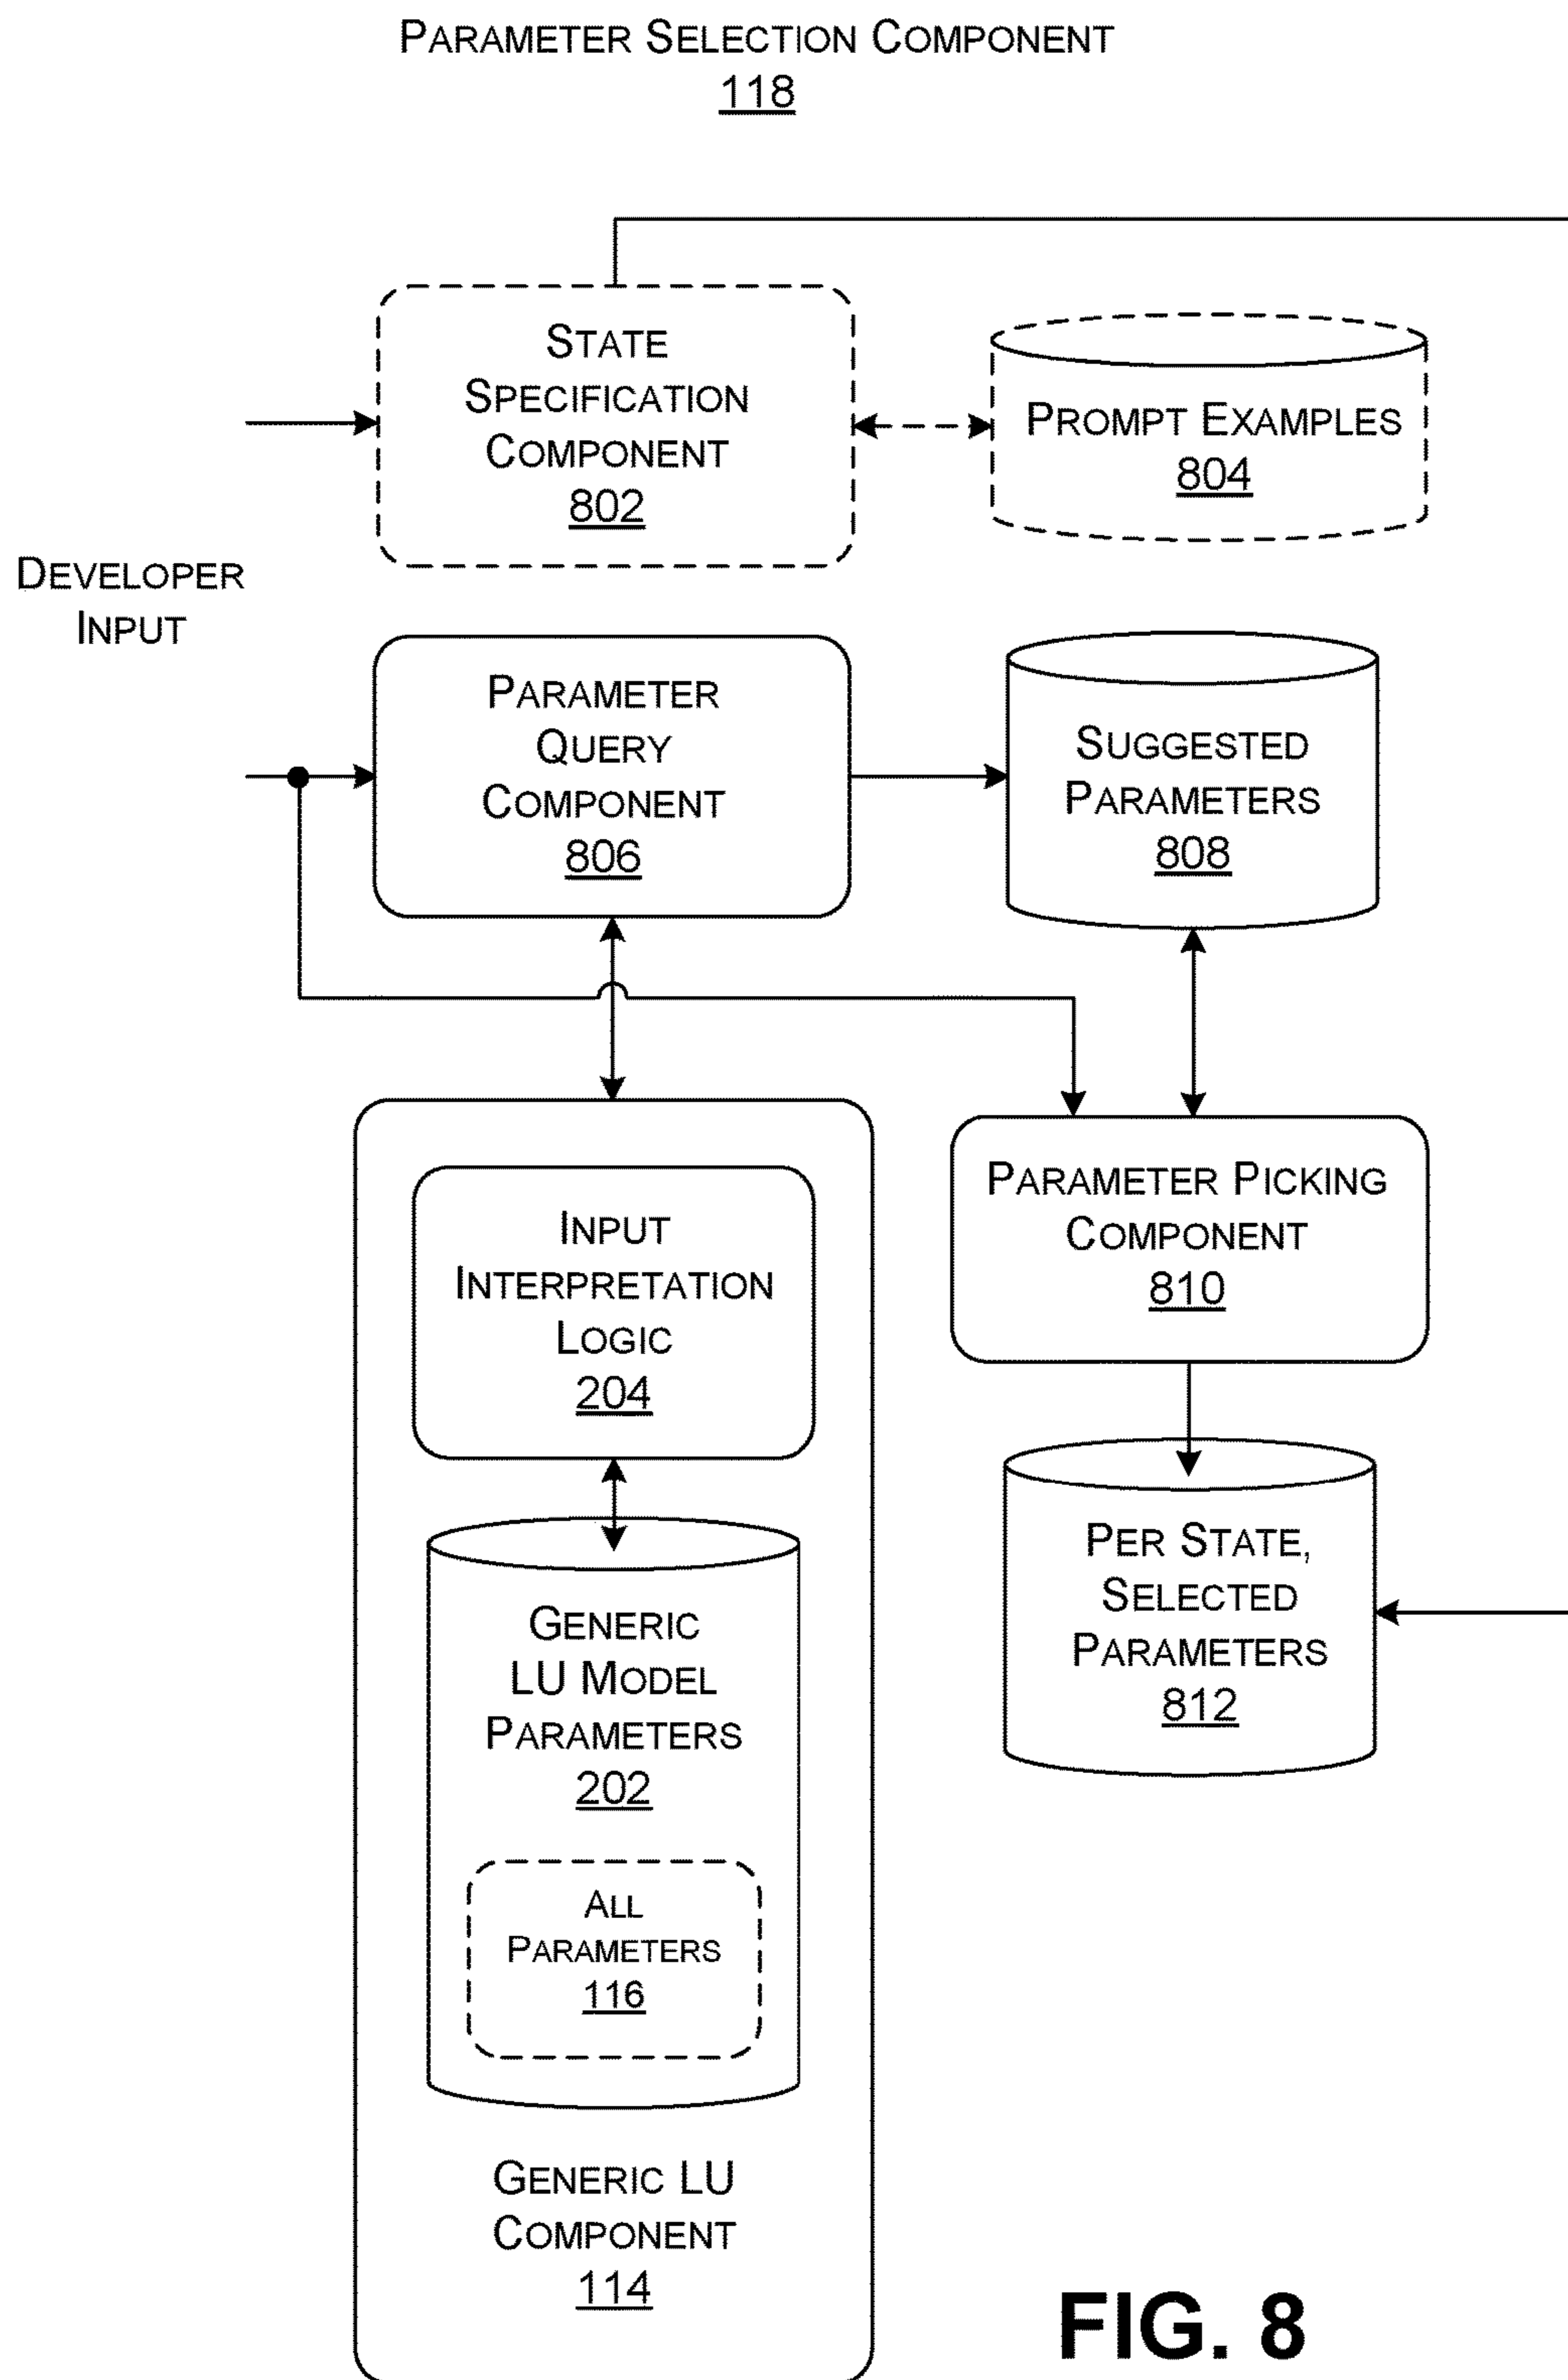 PARAMETER SELECTION COMPONENT
118
STATE
SPECIFICATION
COMPONENT
802
PROMPT EXAMPLES
804
DEVELOPER
INPUT
PARAMETER
QUERY
COMPONENT
806
SUGGESTED
PARAMETERS
808
INPUT
INTERPRETATION
LOGIC
204
PARAMETER PICKING
COMPONENT
810
GENERIC
LU MODEL
PARAMETERS
202
PER STATE,
SELECTED
PARAMETERS
812
ALL
PARAMETERS
116
GENERIC LU
COMPONENT
114
FIG. 8